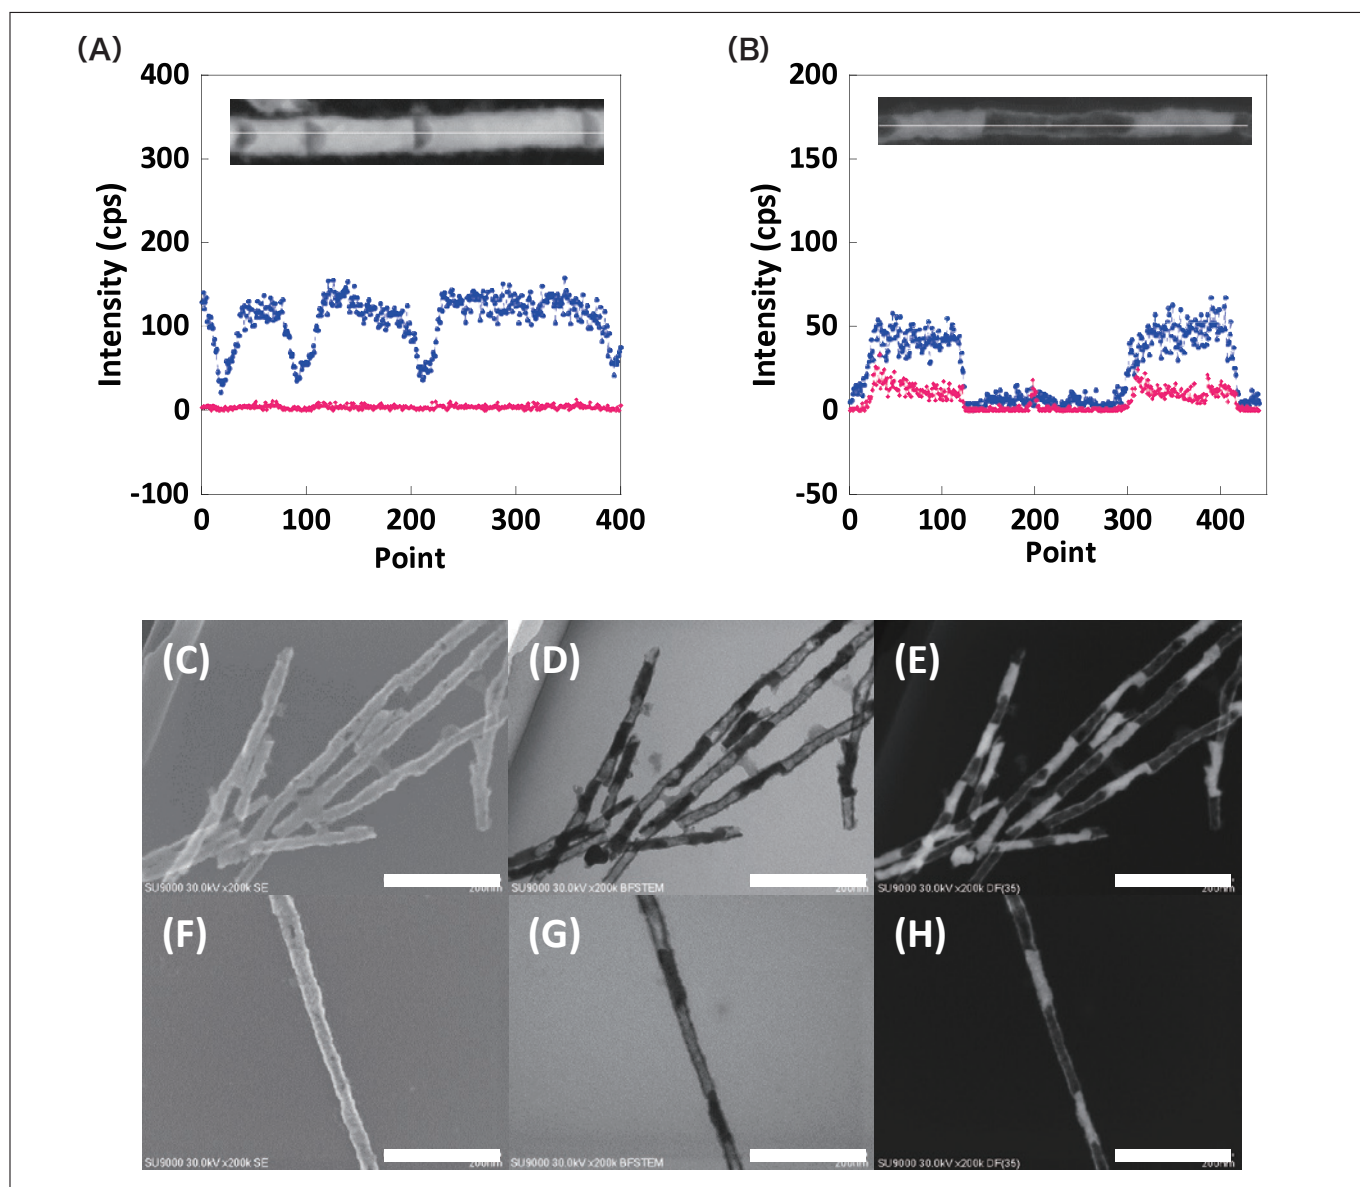 (A)
400
300
200
100
0
-100
Intensity (cps)
0 100 200 300 400
Point
(B)
200
150
100
50
0
-50
Intensity (cps)
0 100 200 300 400
Point
(C)
SU9000 30.0kV x200k SE
(D)
SU9000 30.0kV x200k BFSTEM
(E)
SU9000 30.0kV x200k DF(35)
(F)
SU9000 30.0kV x200k SE
(G)
SU9000 30.0kV x200k BFSTEM
(H)
SU9000 30.0kV x200k DF(35)